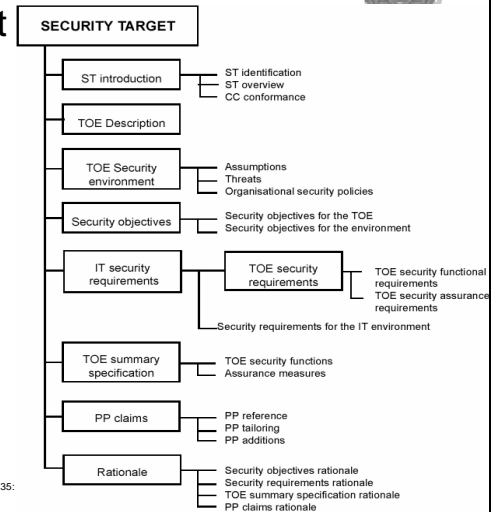 t
SECURITY TARGET
ST introduction
ST identification
ST overview
CC conformance
TOE Description
TOE Security
environment
Assumptions
Threats
Organisational security policies
Security objectives
Security objectives for the TOE
Security objectives for the environment
IT security
requirements
TOE security
requirements
TOE security functional
requirements
TOE security assurance
requirements
Security requirements for the IT environment
TOE summary
specification
TOE security functions
Assurance measures
PP claims
PP reference
PP tailoring
PP additions
Rationale
Security objectives rationale
Security requirements rationale
TOE summary specification rationale
PP claims rationale
35: